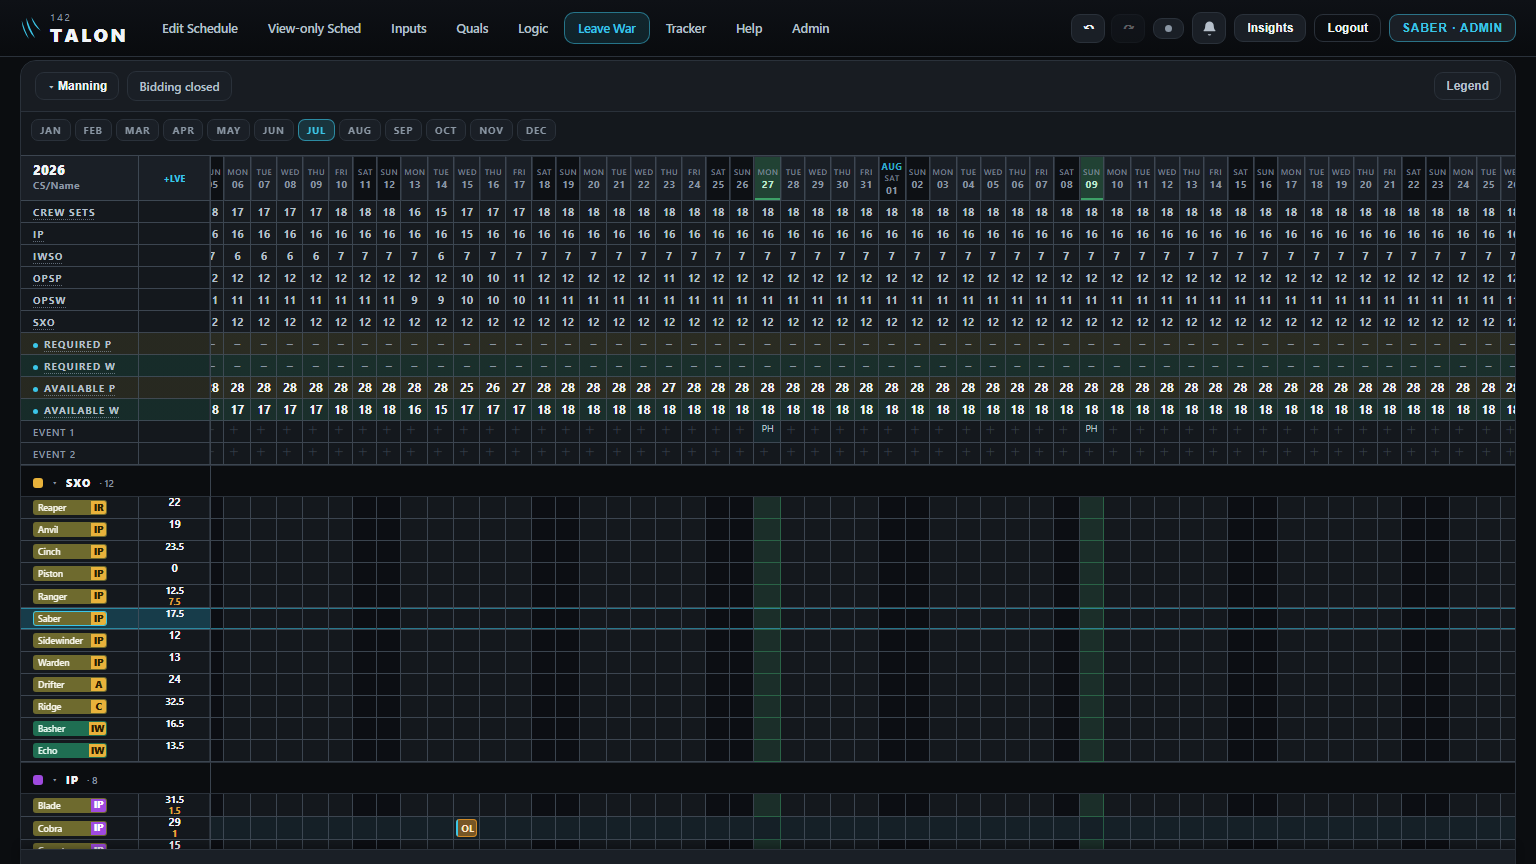 142
TALON
Edit Schedule
View-only Sched
Inputs
Quals
Logic
Leave War
Tracker
Help
Admin
Insights
Logout
SABER · ADMIN
Manning
Bidding closed
Legend
JAN FEB MAR APR MAY JUN JUL AUG SEP OCT NOV DEC
2026
CS/Name
+LVE
MON TUE WED THU FRI SAT SUN MON TUE WED THU FRI SAT SUN MON TUE WED THU FRI SAT SUN MON TUE WED THU FRI AUG SAT SUN MON TUE WED THU FRI SAT SUN MON TUE WED THU FRI SAT SUN MON TUE WED THU FRI SAT SUN MON TUE
06 07 08 09 10 11 12 13 14 15 16 17 18 19 20 21 22 23 24 25 26 27 28 29 30 31 01 02 03 04 05 06 07 08 09 10 11 12 13 14 15 16 17 18 19 20 21 22 23 24 25
CREW SETS 8 17 17 17 17 18 18 18 16 15 17 17 17 18 18 18 18 18 18 18 18 18 18 18 18 18 18 18 18 18 18 18 18 18 18 18 18 18 18 18 18 18 18 18 18 18 18 18 18 18 18 18
IP 6 16 16 16 16 16 16 16 16 16 15 16 16 16 16 16 16 16 16 16 16 16 16 16 16 16 16 16 16 16 16 16 16 16 16 16 16 16 16 16 16 16 16 16 16 16 16 16 16 16 16 16
IWSO 7 6 6 6 6 7 7 7 7 6 7 7 7 7 7 7 7 7 7 7 7 7 7 7 7 7 7 7 7 7 7 7 7 7 7 7 7 7 7 7 7 7 7 7 7 7 7 7 7 7 7 7
OPSP 2 12 12 12 12 12 12 12 12 12 10 10 11 12 12 12 12 12 11 12 12 12 12 12 12 12 12 12 12 12 12 12 12 12 12 12 12 12 12 12 12 12 12 12 12 12 12 12 12 12 12 12
OPSW 1 11 11 11 11 11 11 11 9 9 10 10 10 11 11 11 11 11 11 11 11 11 11 11 11 11 11 11 11 11 11 11 11 11 11 11 11 11 11 11 11 11 11 11 11 11 11 11 11 11 11 11
SXO 2 12 12 12 12 12 12 12 12 12 12 12 12 12 12 12 12 12 12 12 12 12 12 12 12 12 12 12 12 12 12 12 12 12 12 12 12 12 12 12 12 12 12 12 12 12 12 12 12 12 12 12
REQUIRED P – – – – – – – – – – – – – – – – – – – – – – – – – – – – – – – – – – – – – – – – – – – – – – – – – – – –
REQUIRED W – – – – – – – – – – – – – – – – – – – – – – – – – – – – – – – – – – – – – – – – – – – – – – – – – – – –
AVAILABLE P 8 28 28 28 28 28 28 28 28 28 25 26 27 28 28 28 28 28 27 28 28 28 28 28 28 28 28 28 28 28 28 28 28 28 28 28 28 28 28 28 28 28 28 28 28 28 28 28 28 28 28 28
AVAILABLE W 8 17 17 17 17 18 18 18 16 15 17 17 17 18 18 18 18 18 18 18 18 18 18 18 18 18 18 18 18 18 18 18 18 18 18 18 18 18 18 18 18 18 18 18 18 18 18 18 18 18 18 18
EVENT 1 PH PH
EVENT 2
SXO · 12
Reaper IR 22
Anvil IP 19
Cinch IP 23.5
Piston IP 0
Ranger IP 12.5
7.5
Saber IP 17.5
Sidewinder IP 12
Warden IP 13
Drifter A 24
Ridge C 32.5
Basher IW 16.5
Echo IW 13.5
IP · 8
Blade IP 31.5
1.5
Cobra IP 29 OL
1
15